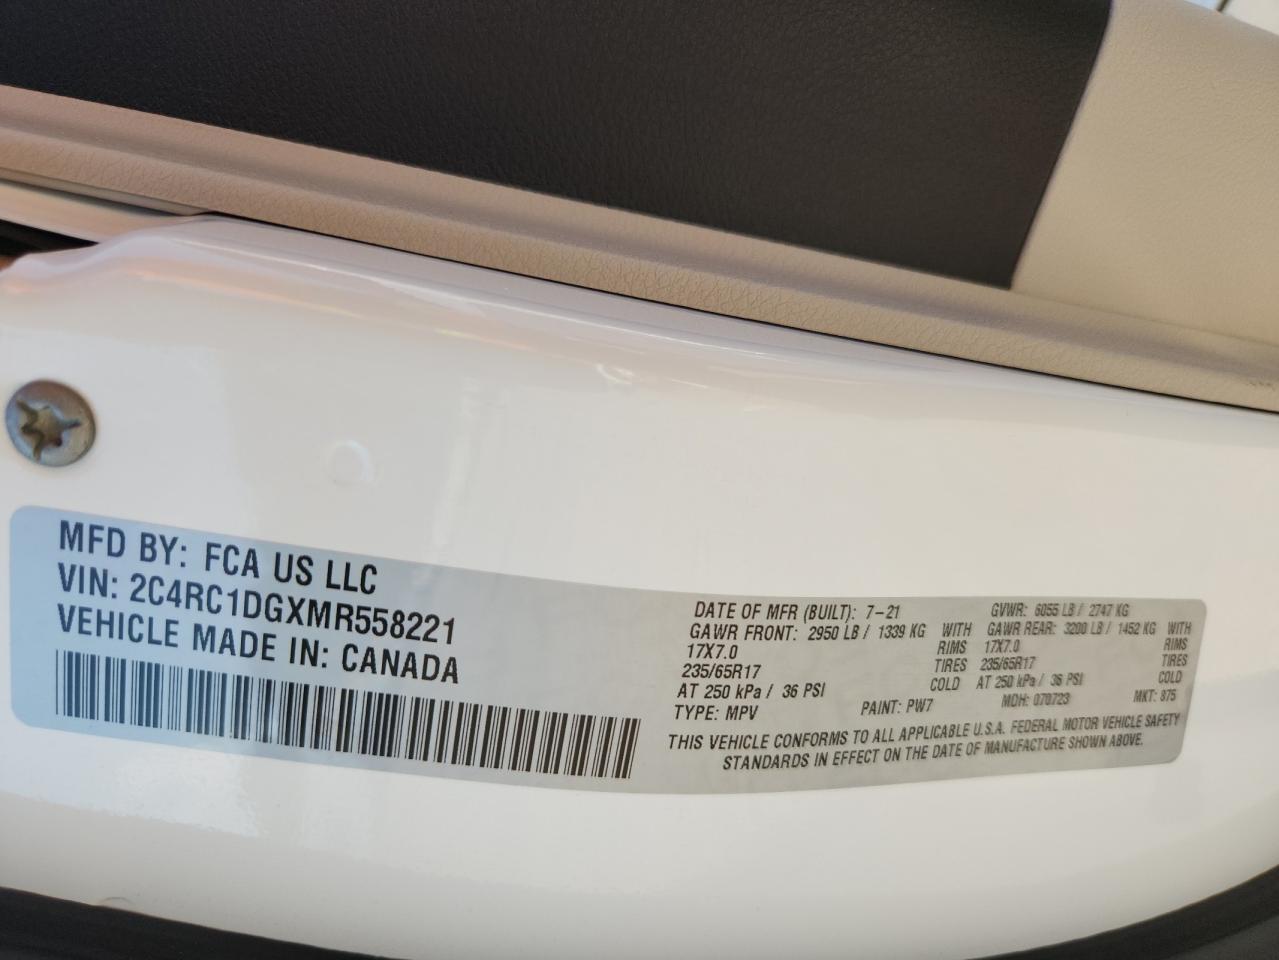 MFD BY: FCA US LLC
VIN: 2C4RC1DGXMR558221
VEHICLE MADE IN: CANADA
DATE OF MFR (BUILT): 7-21 GVWR: 6055 LB / 2747 KG
GAWR FRONT: 2950 LB / 1339 KG WITH GAWR REAR: 3200 LB / 1452 KG WITH
17X7.0 RIMS 17X7.0 RIMS
235/65R17 TIRES 235/65R17 TIRES
AT 250 kPa / 36 PSI COLD AT 250 kPa / 36 PSI COLD
TYPE: MPV PAINT: PW7 MDH: 070723 MKT: 875
THIS VEHICLE CONFORMS TO ALL APPLICABLE U.S.A. FEDERAL MOTOR VEHICLE SAFETY
STANDARDS IN EFFECT ON THE DATE OF MANUFACTURE SHOWN ABOVE.